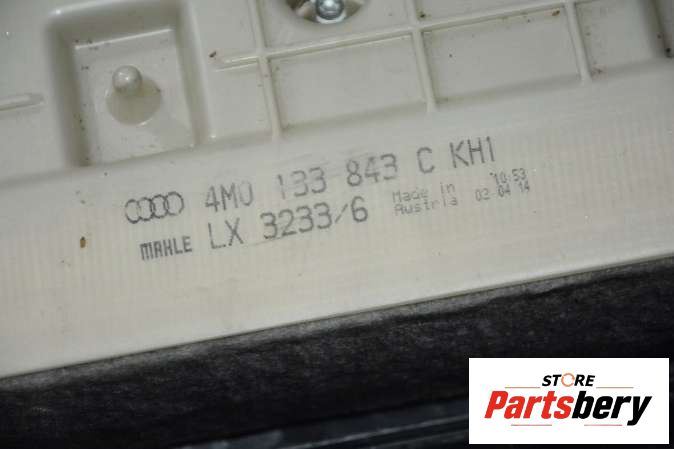 4M0 133 843 C KH1
MAHLE LX 3233/6
Made in Austria
10:53
02 04 14
STORE
Partsbery